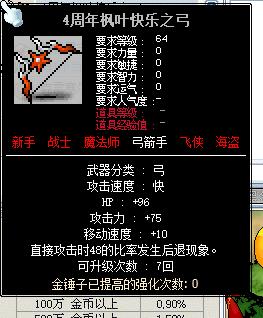 4周年枫叶快乐之弓
要求等级： 64
要求力量： 0
要求敏捷： 0
要求智力： 0
要求运气： 0
要求人气度： -
道具等级： -
道具经验值： -
新手 战士 魔法师 弓箭手 飞侠 海盗
武器分类 : 弓
攻击速度 : 快
HP : +96
攻击力 : +75
移动速度 : +10
直接攻击时48的比率发生后退现象。
可升级次数 : 7回
金锤子已提高的强化次数: 0
100万 金币以上 0,90%